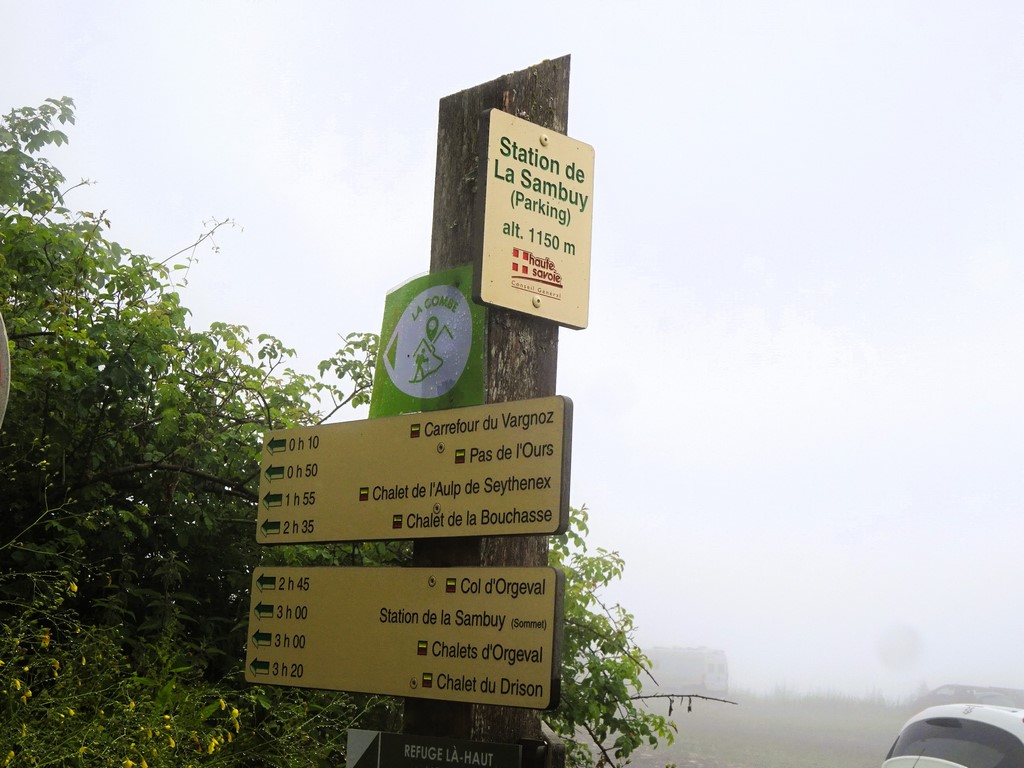 Station de
La Sambuy
(Parking)
alt. 1150 m
haute
savoie
Conseil Général
LA COMBE
0 h 10 Carrefour du Vargnoz
0 h 50 Pas de l'Ours
1 h 55 Chalet de l'Aulp de Seythenex
2 h 35 Chalet de la Bouchasse
2 h 45 Col d'Orgeval
3 h 00 Station de la Sambuy (Sommet)
3 h 00 Chalets d'Orgeval
3 h 20 Chalet du Drison
REFUGE LÀ-HAUT